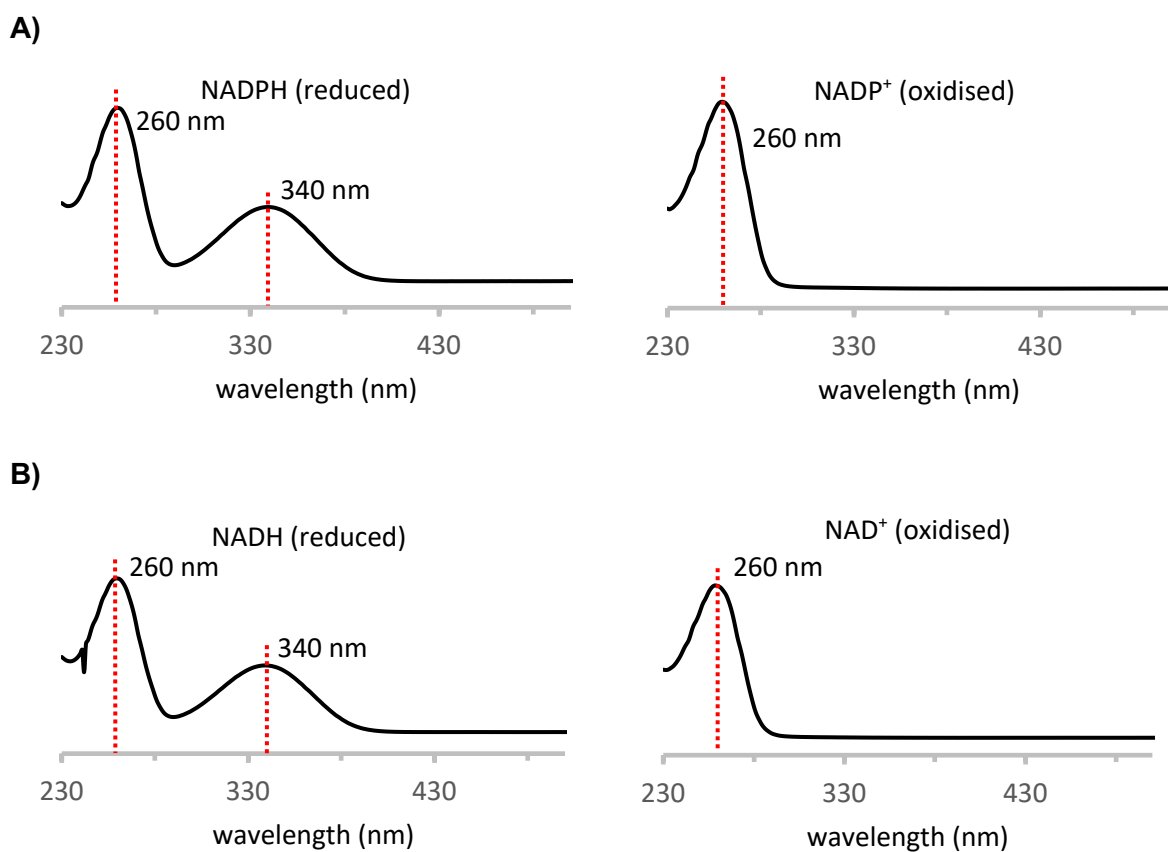 A)
NADPH (reduced)
260 nm
340 nm
230
330
430
wavelength (nm)
NADP⁺ (oxidised)
260 nm
230
330
430
wavelength (nm)
B)
NADH (reduced)
260 nm
340 nm
230
330
430
wavelength (nm)
NAD⁺ (oxidised)
260 nm
230
330
430
wavelength (nm)